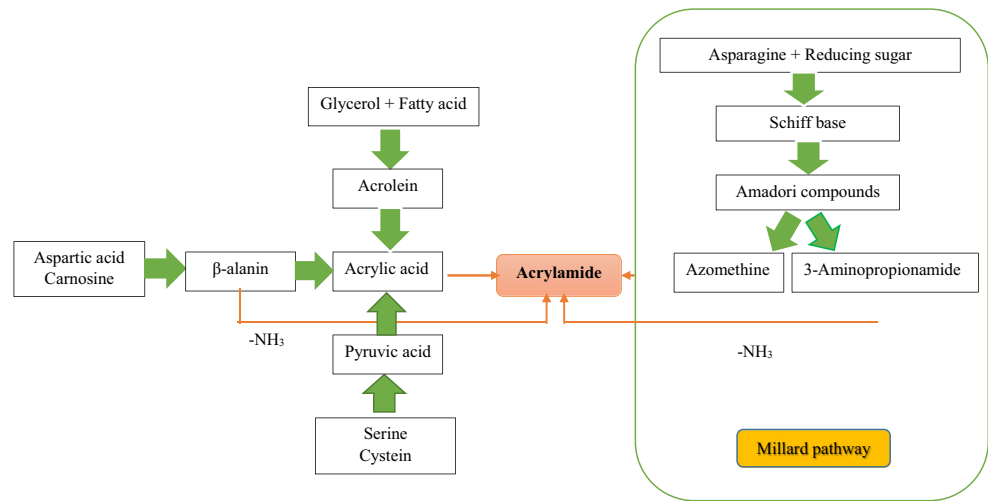 Glycerol + Fatty acid
Acrolein
Aspartic acid
Carnosine
β-alanin
Acrylic acid
Acrylamide
-NH₃
Pyruvic acid
Serine
Cystein
Asparagine + Reducing sugar
Schiff base
Amadori compounds
Azomethine
3-Aminopropionamide
-NH₃
Millard pathway